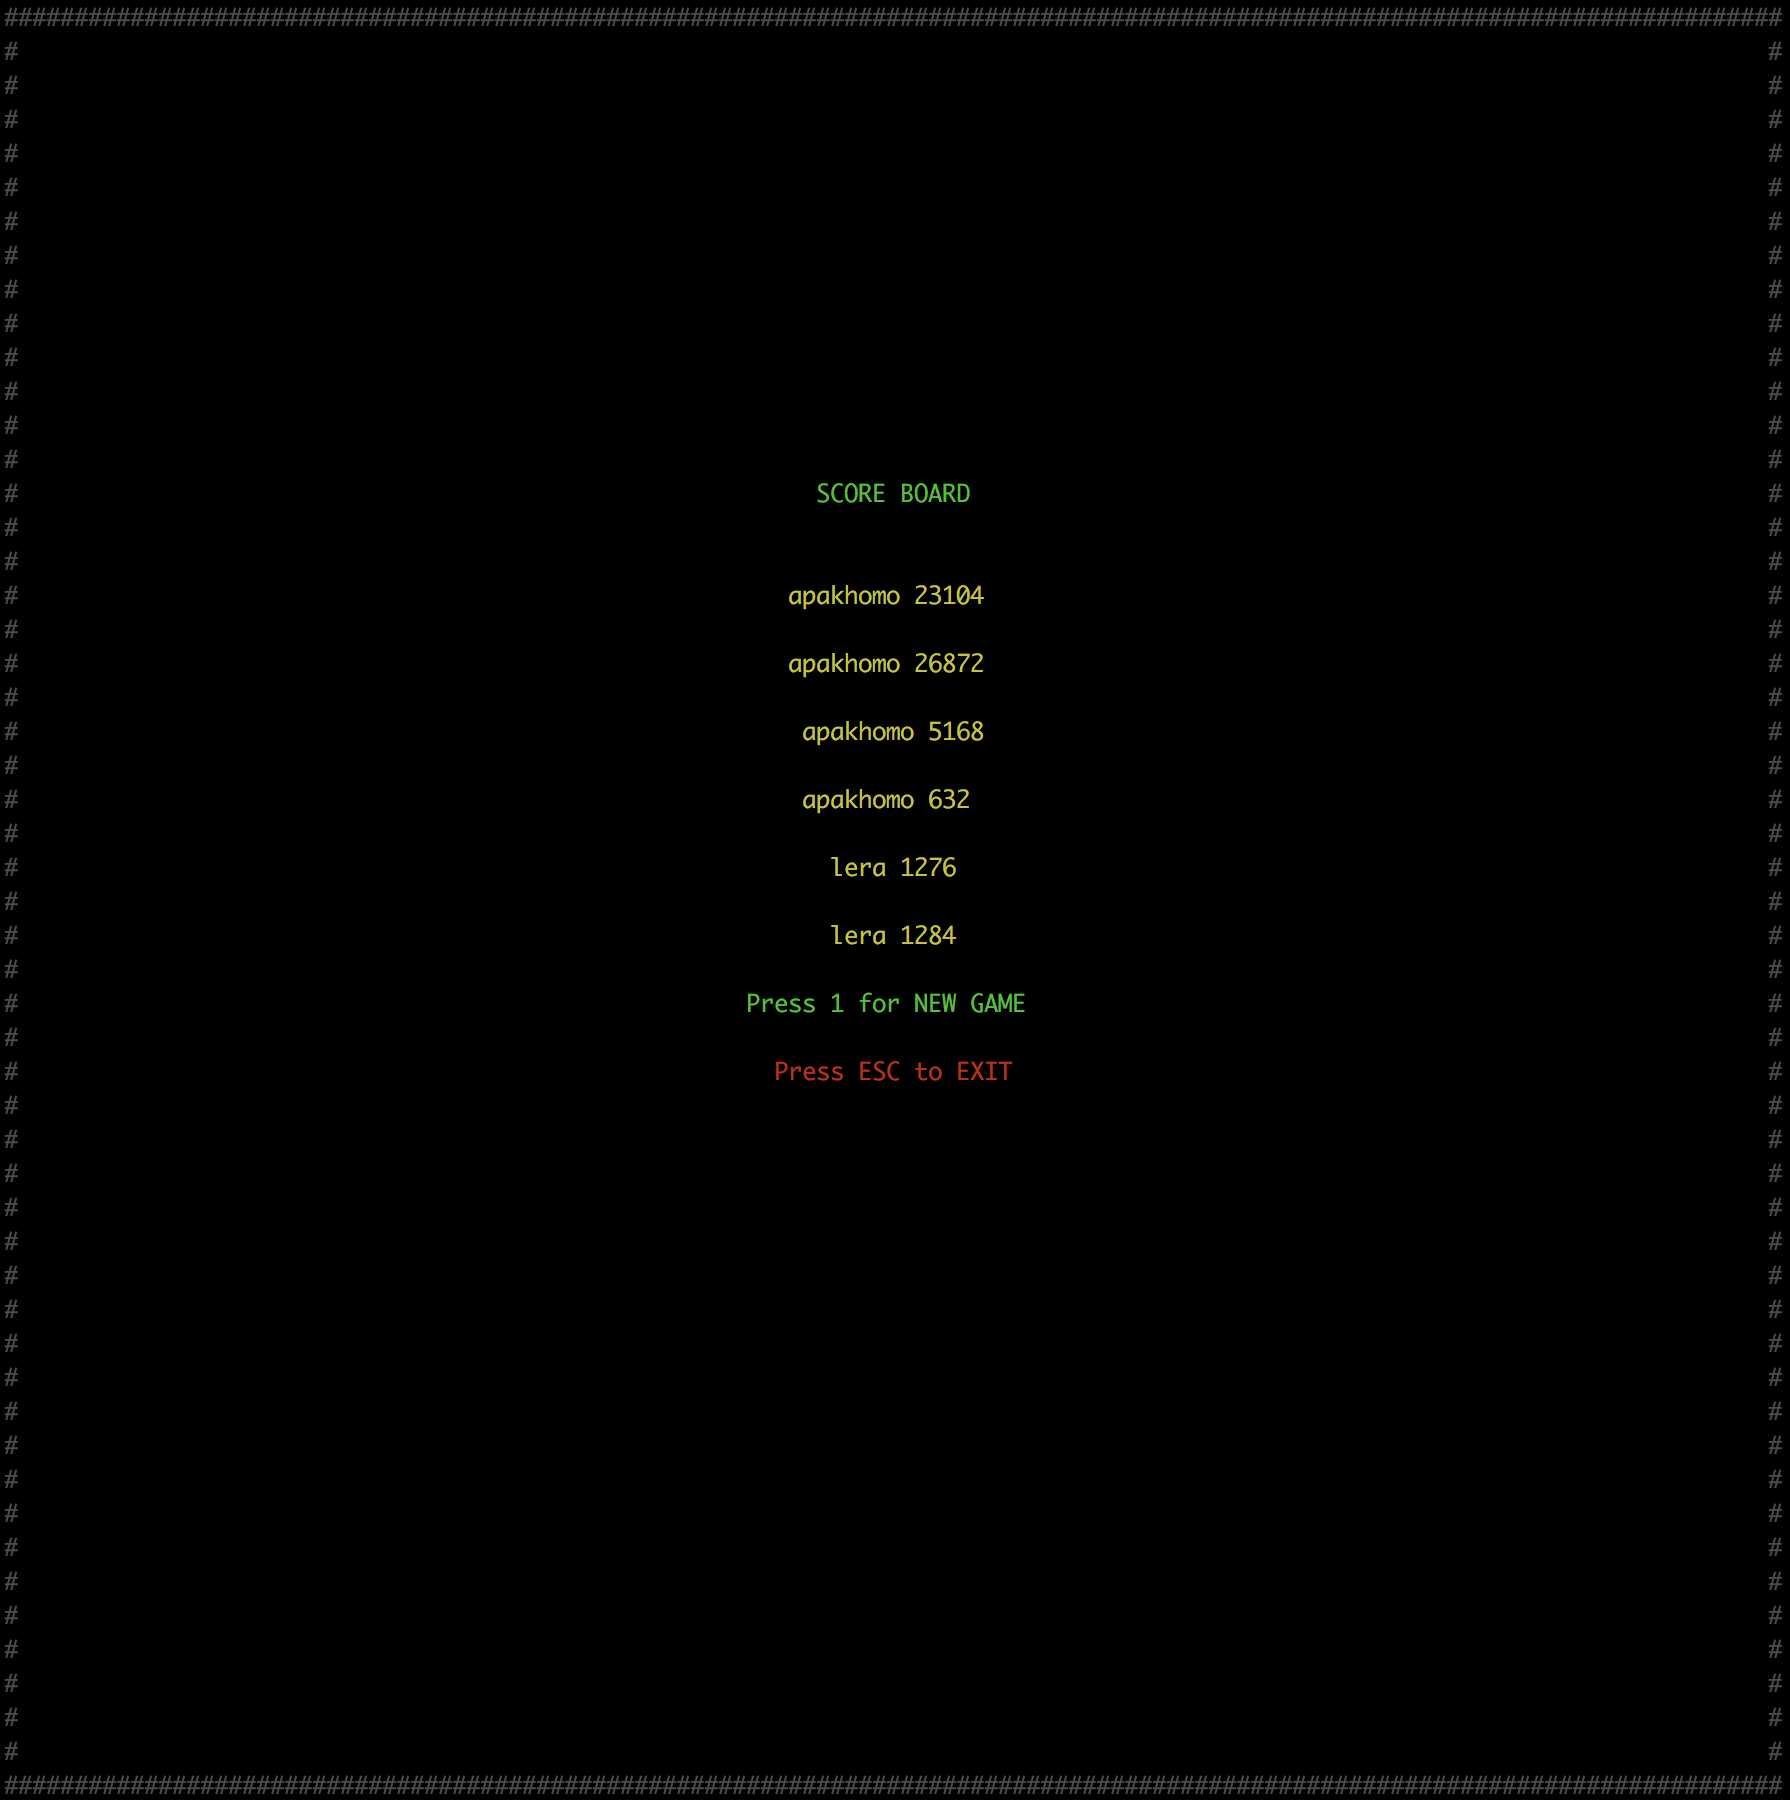 SCORE BOARD
apakhomo 23104
apakhomo 26872
apakhomo 5168
apakhomo 632
lera 1276
lera 1284
Press 1 for NEW GAME
Press ESC to EXIT